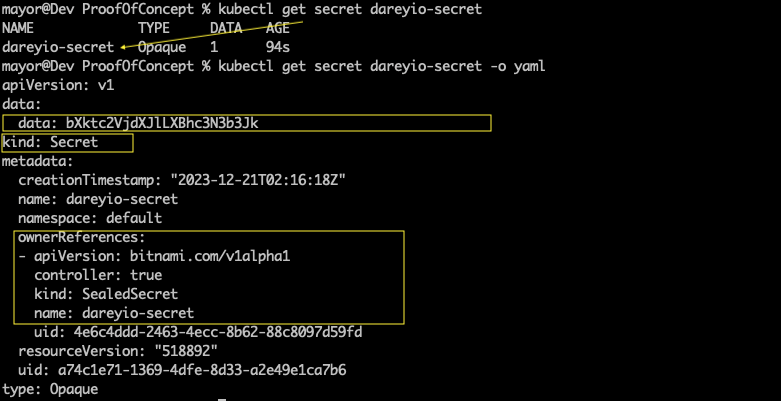 mayor@Dev ProofOfConcept % kubectl get secret dareyio-secret
NAME TYPE DATA AGE
dareyio-secret Opaque 1 94s
mayor@Dev ProofOfConcept % kubectl get secret dareyio-secret -o yaml
apiVersion: v1
data:
  data: bXktc2VjdXJlLXBhc3N3b3Jk
kind: Secret
metadata:
  creationTimestamp: "2023-12-21T02:16:18Z"
  name: dareyio-secret
  namespace: default
  ownerReferences:
  - apiVersion: bitnami.com/v1alpha1
    controller: true
    kind: SealedSecret
    name: dareyio-secret
    uid: 4e6c4ddd-2463-4ecc-8b62-88c8097d59fd
  resourceVersion: "518892"
  uid: a74c1e71-1369-4dfe-8d33-a2e49e1ca7b6
type: Opaque